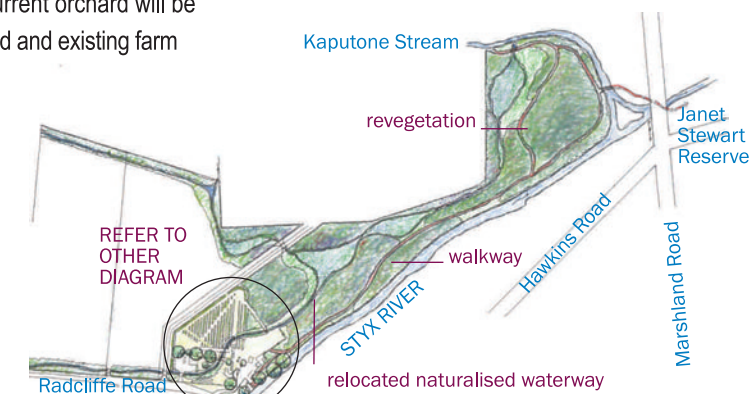 urrent orchard will be
d and existing farm
Kaputone Stream
revegetation
Janet
Stewart
Reserve
REFER TO
OTHER
DIAGRAM
walkway
Hawkins Road
Marshland Road
STYX RIVER
relocated naturalised waterway
Radcliffe Road